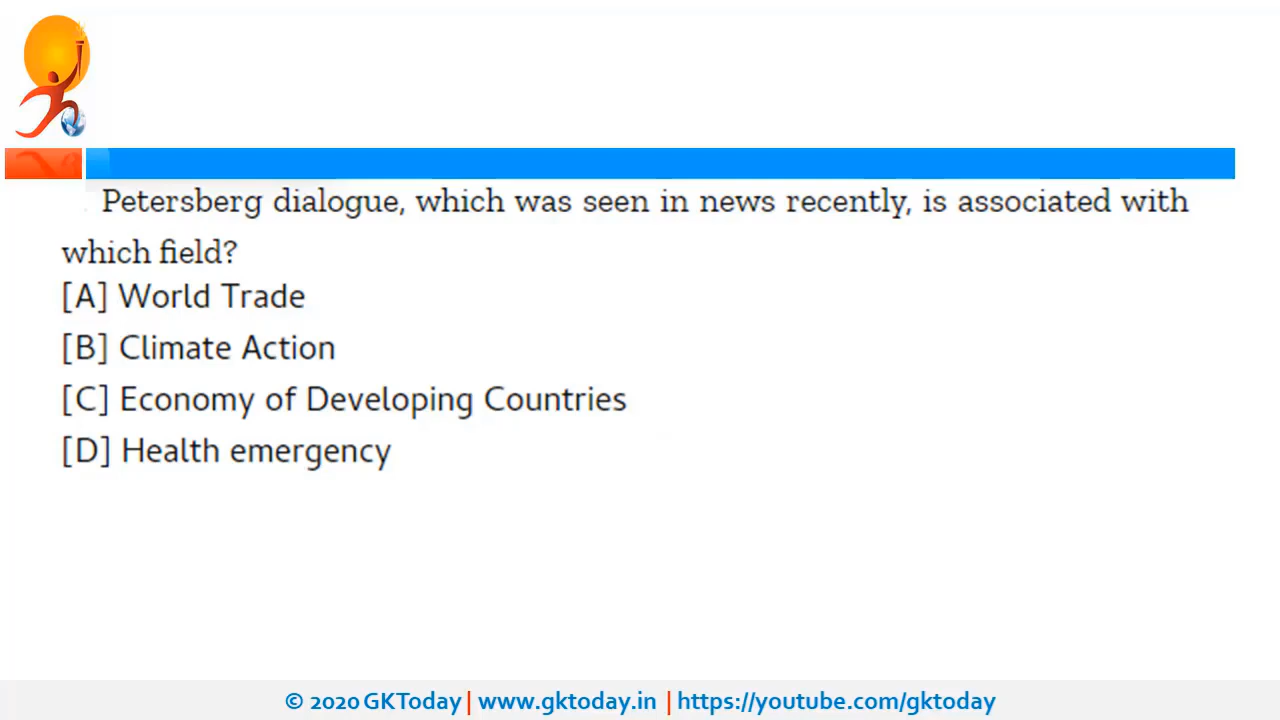 Petersberg dialogue, which was seen in news recently, is associated with
which field?
[A] World Trade
[B] Climate Action
[C] Economy of Developing Countries
[D] Health emergency
© 2020 GKToday | www.gktoday.in | https://youtube.com/gktoday